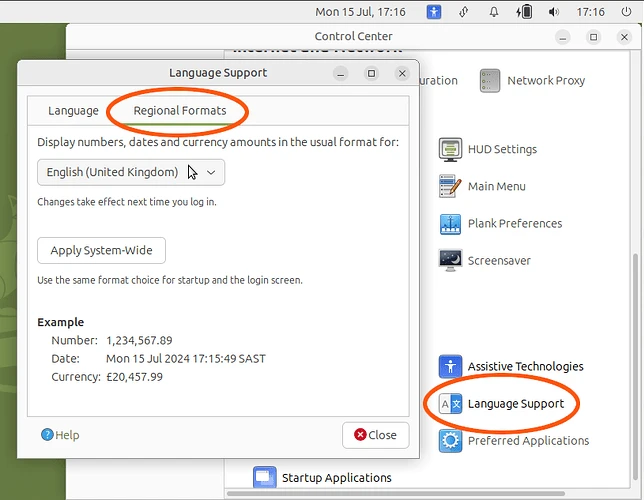 Mon 15 Jul, 17:16
17:16
Control Center
Internet and Network
uration
Network Proxy
HUD Settings
Main Menu
Plank Preferences
Screensaver
Assistive Technologies
Language Support
Preferred Applications
Startup Applications
Language Support
Language
Regional Formats
Display numbers, dates and currency amounts in the usual format for:
English (United Kingdom)
Changes take effect next time you log in.
Apply System-Wide
Use the same format choice for startup and the login screen.
Example
Number: 1,234,567.89
Date: Mon 15 Jul 2024 17:15:49 SAST
Currency: £20,457.99
Help
Close